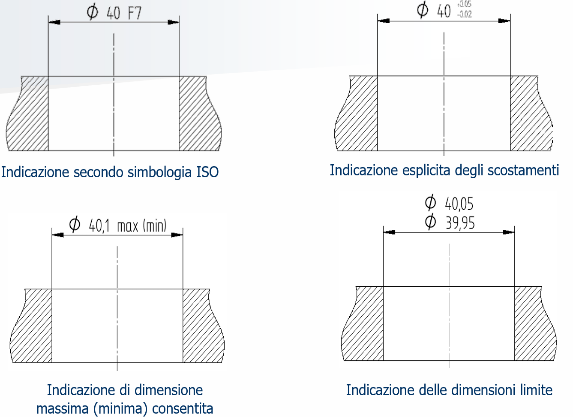 ϕ 40 F7
ϕ 40 +0.05
-0.02
Indicazione secondo simbologia ISO
Indicazione esplicita degli scostamenti
ϕ 40,1 max (min)
ϕ 40,05
ϕ 39,95
Indicazione di dimensione
massima (minima) consentita
Indicazione delle dimensioni limite